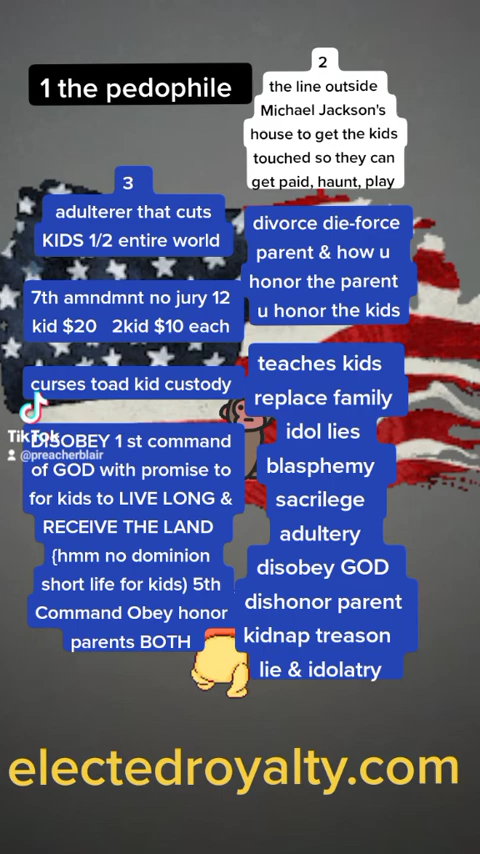 1 the pedophile
2
the line outside
Michael Jackson's
house to get the kids
touched so they can
get paid, haunt, play
3
adulterer that cuts
KIDS 1/2 entire world
7th amndmnt no jury 12
kid $20 2kid $10 each
curses toad kid custody
DISOBEY 1 st command
of GOD with promise to
for kids to LIVE LONG &
RECEIVE THE LAND
{hmm no dominion
short life for kids) 5th
Command Obey honor
parents BOTH
divorce die-force
parent & how u
honor the parent
u honor the kids
teaches kids
replace family
idol lies
blasphemy
sacrilege
adultery
disobey GOD
dishonor parent
kidnap treason
lie & idolatry
TikTok
@preacherblair
electedroyalty.com